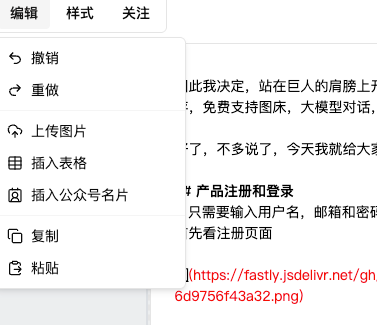 编辑 样式 关注
撤销
重做
上传图片
插入表格
插入公众号名片
复制
粘贴
此我决定，站在巨人的肩膀上开
，免费支持图床，大模型对话，
了，不多说了，今天我就给大家
# 产品注册和登录
只需要输入用户名，邮箱和密码
先看注册页面
](https://fastly.jsdelivr.net/gh/
6d9756f43a32.png)